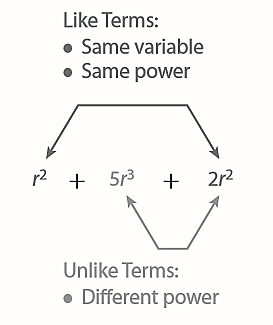 Like Terms:
• Same variable
• Same power
r² + 5r³ + 2r²
Unlike Terms:
• Different power